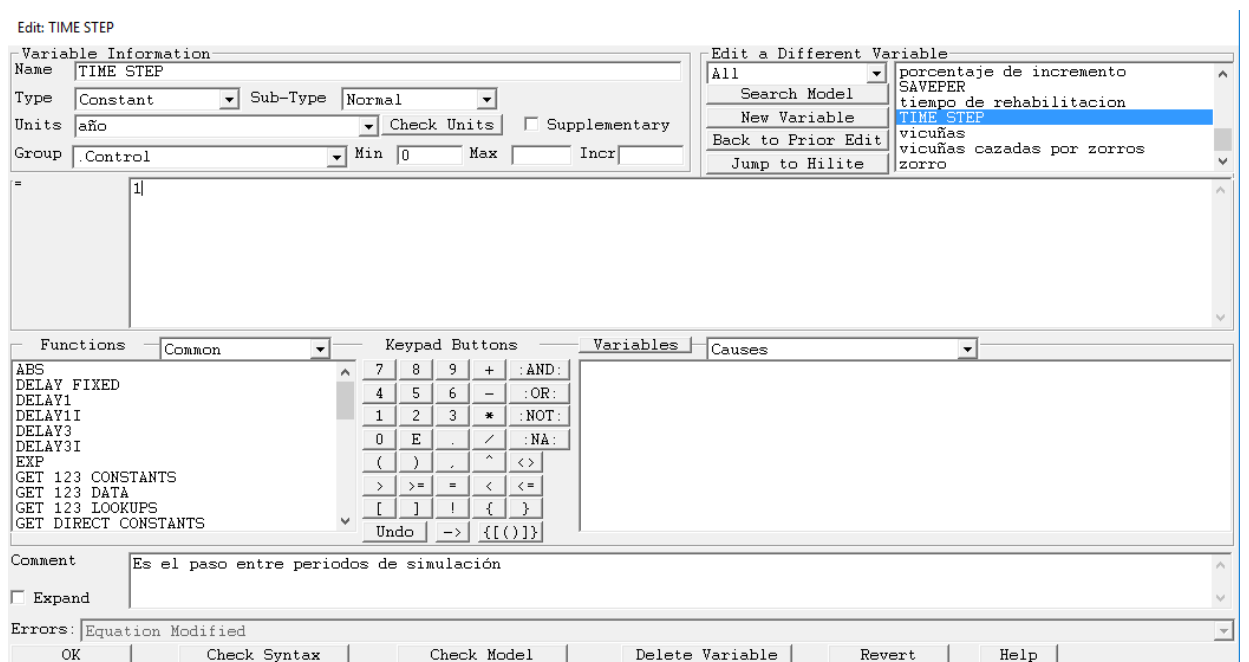 Edit: TIME STEP
Variable Information
Name TIME STEP
Type Constant Sub-Type Normal
Units año Check Units Supplementary
Group .Control Min 0 Max Incr
Edit a Different Variable
All
Search Model
New Variable
Back to Prior Edit
Jump to Hilite
porcentaje de incremento
SAVEPER
tiempo de rehabilitacion
TIME STEP
vicuñas
vicuñas cazadas por zorros
zorro
= 1
Functions Common
ABS
DELAY FIXED
DELAY1
DELAY1I
DELAY3
DELAY3I
EXP
GET 123 CONSTANTS
GET 123 DATA
GET 123 LOOKUPS
GET DIRECT CONSTANTS
Keypad Buttons
7 8 9 + :AND:
4 5 6 - :OR:
1 2 3 * :NOT:
0 E . / :NA:
( ) , ^ <>
> >= = < <=
[ ] ! { }
Undo -> {[()]}
Variables Causes
Comment Es el paso entre periodos de simulación
Expand
Errors: Equation Modified
OK Check Syntax Check Model Delete Variable Revert Help